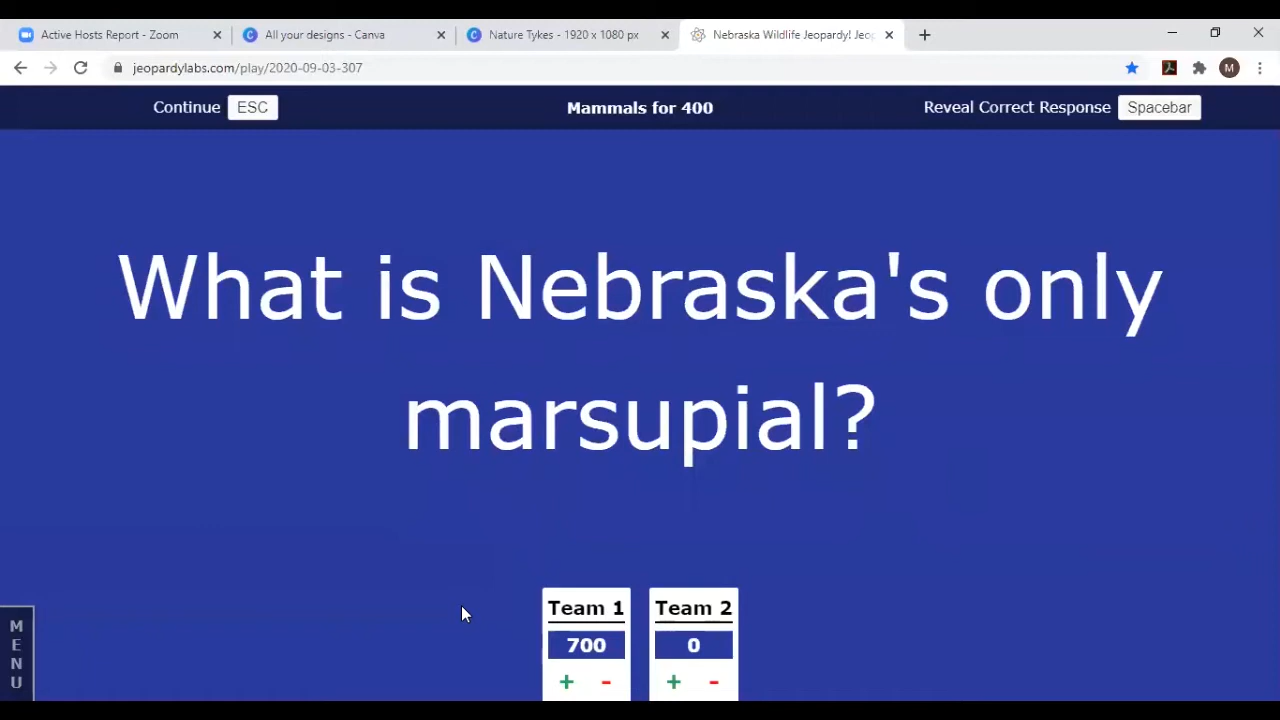 Active Hosts Report - Zoom
All your designs - Canva
Nature Tykes - 1920 x 1080 px
Nebraska Wildlife Jeopardy! Jeop
jeopardylabs.com/play/2020-09-03-307
M
Continue ESC
Mammals for 400
Reveal Correct Response Spacebar
What is Nebraska's only
marsupial?
MENU
Team 1 Team 2
700 0
+ - + -